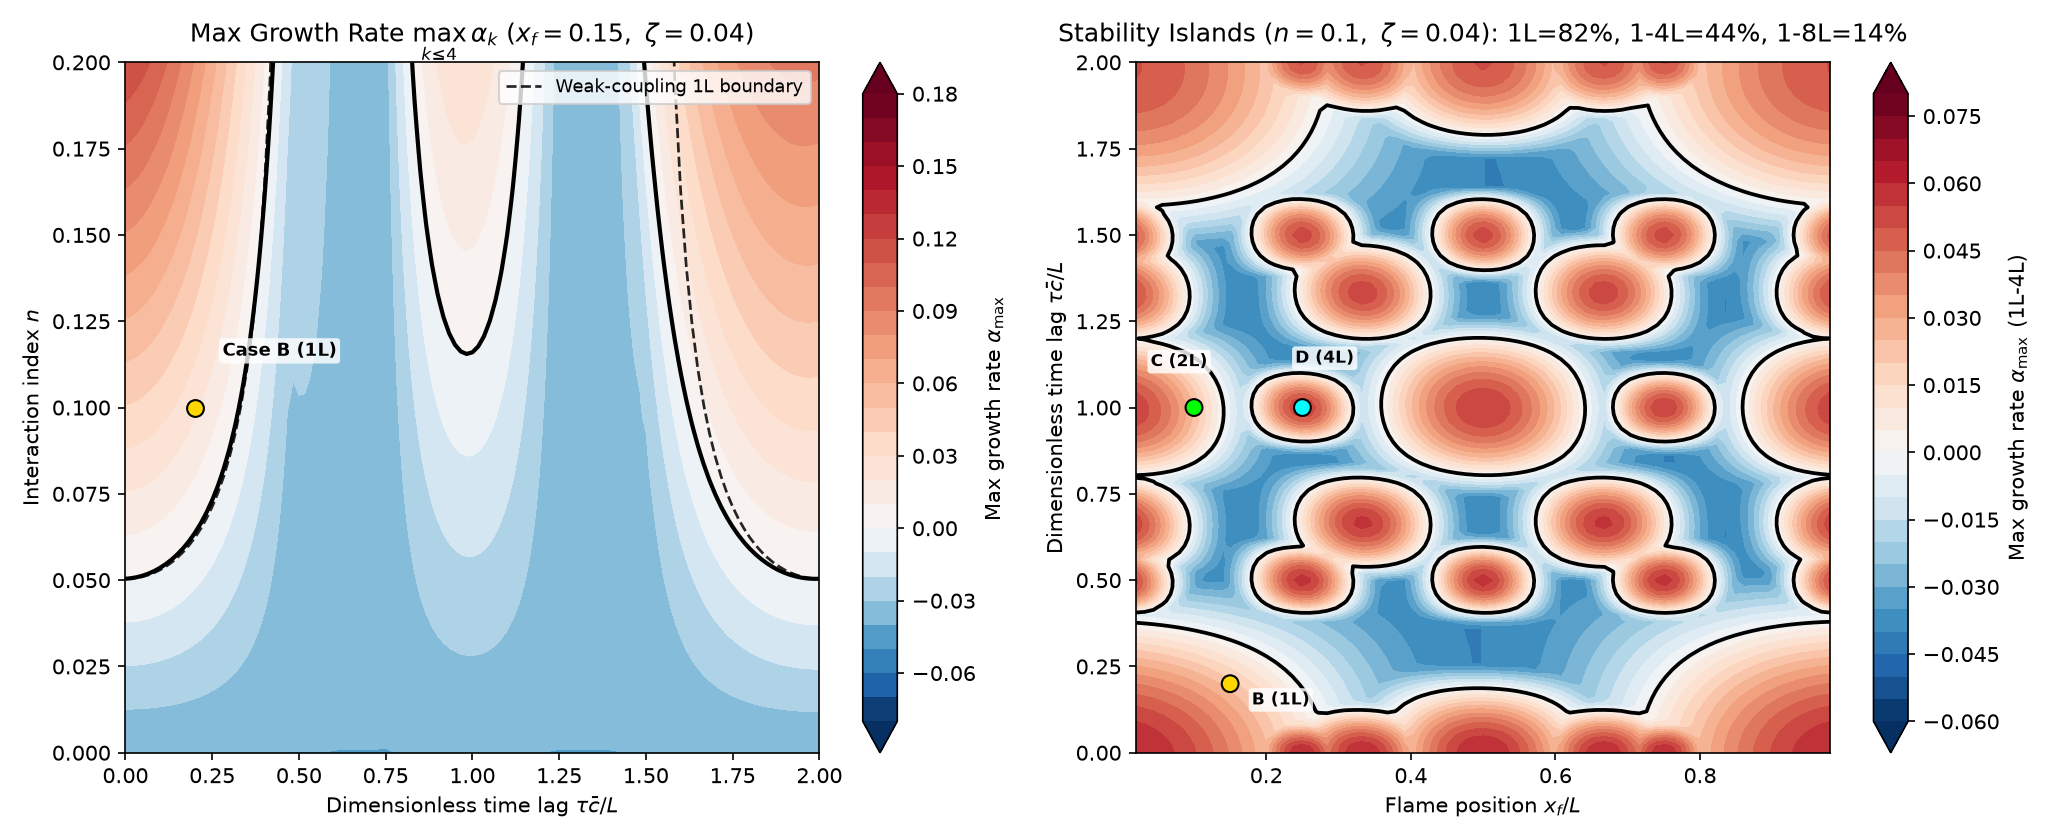 Max Growth Rate max α_k (x_f = 0.15, ζ = 0.04)
k≤4
Weak-coupling 1L boundary
Case B (1L)
0.200
0.175
0.150
0.125
0.100
0.075
0.050
0.025
0.000
Interaction index n
0.00 0.25 0.50 0.75 1.00 1.25 1.50 1.75 2.00
Dimensionless time lag τc̄/L
0.18
0.15
0.12
0.09
0.06
0.03
0.00
−0.03
−0.06
Max growth rate α_max
Stability Islands (n = 0.1, ζ = 0.04): 1L=82%, 1-4L=44%, 1-8L=14%
2.00
1.75
1.50
1.25
1.00
0.75
0.50
0.25
0.00
Dimensionless time lag τc̄/L
C (2L)
D (4L)
B (1L)
0.2 0.4 0.6 0.8
Flame position x_f/L
0.075
0.060
0.045
0.030
0.015
0.000
−0.015
−0.030
−0.045
−0.060
Max growth rate α_max (1L-4L)